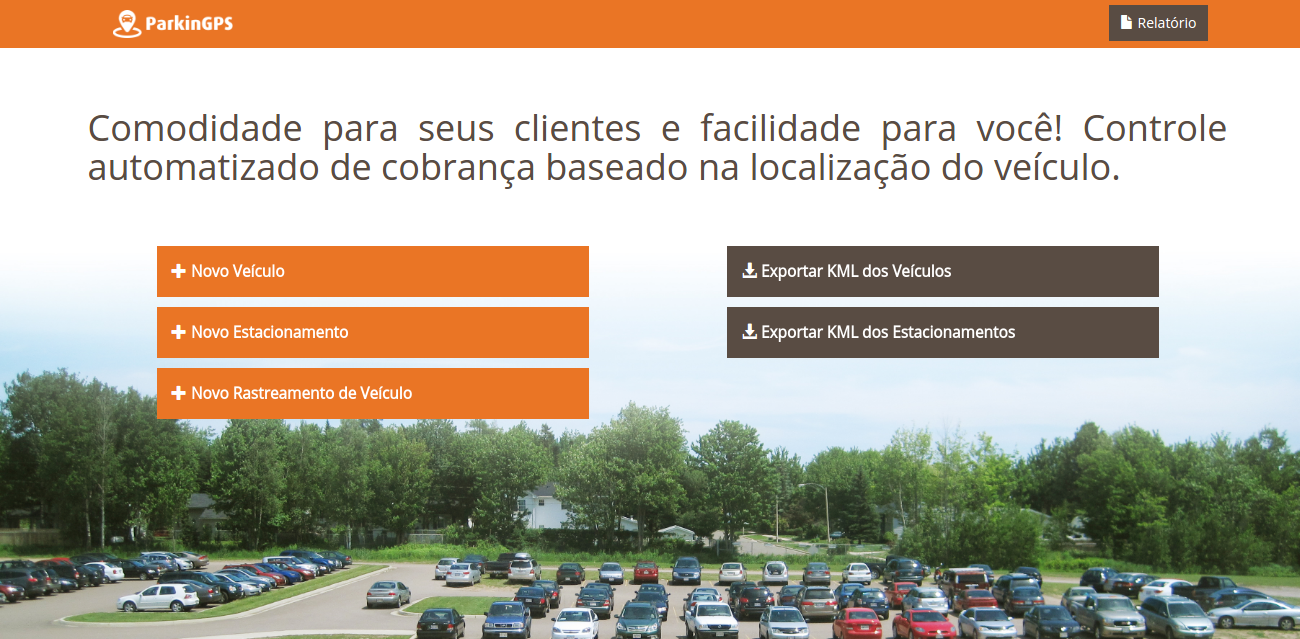 ParkinGPS
Relatório
Comodidade para seus clientes e facilidade para você! Controle
automatizado de cobrança baseado na localização do veículo.
Novo Veículo
Exportar KML dos Veículos
Novo Estacionamento
Exportar KML dos Estacionamentos
Novo Rastreamento de Veículo